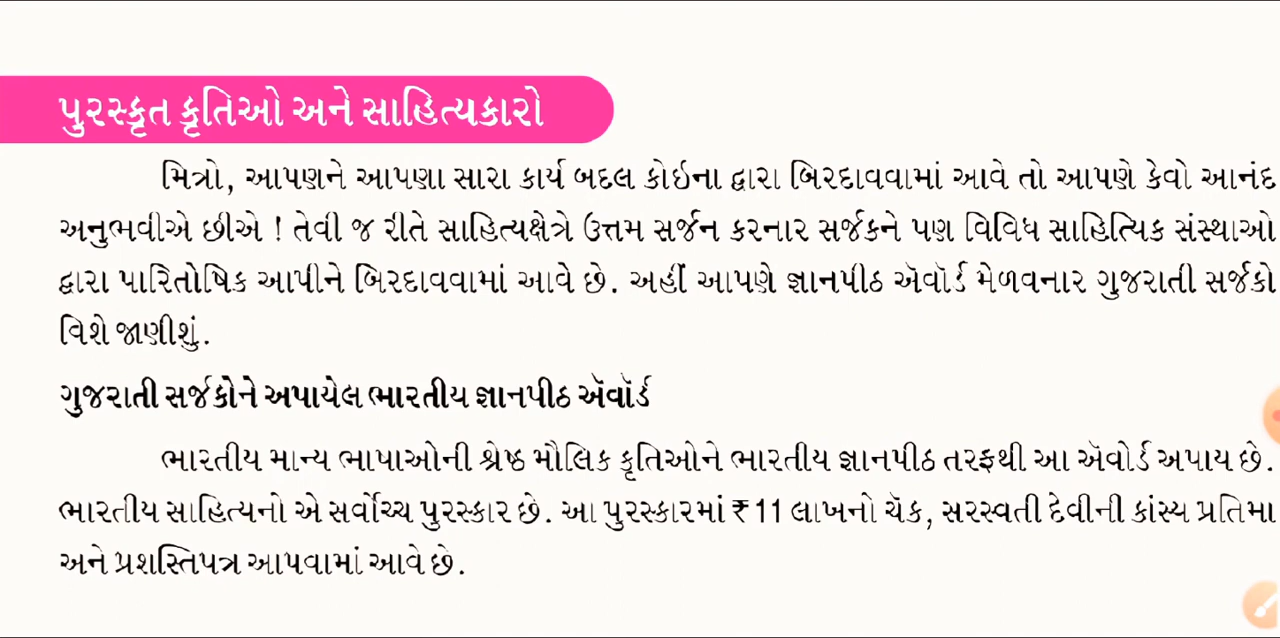 પુરસ્કૃત કૃતિઓ અને સાહિત્યકારો
મિત્રો, આપણને આપણા સારા કાર્ય બદલ કોઇના દ્વારા બિરદાવવામાં આવે તો આપણે કેવો આનંદ
અનુભવીએ છીએ ! તેવી જ રીતે સાહિત્યક્ષેત્રે ઉત્તમ સર્જન કરનાર સર્જકને પણ વિવિધ સાહિત્યિક સંસ્થાઓ
દ્વારા પારિતોષિક આપીને બિરદાવવામાં આવે છે. અહીં આપણે જ્ઞાનપીઠ ઍવૉર્ડ મેળવનાર ગુજરાતી સર્જકો
વિશે જાણીશું.
ગુજરાતી સર્જકોને અપાયેલ ભારતીય જ્ઞાનપીઠ ઍવૉર્ડ
ભારતીય માન્ય ભાષાઓની શ્રેષ્ઠ મૌલિક કૃતિઓને ભારતીય જ્ઞાનપીઠ તરફથી આ ઍવોર્ડ અપાય છે.
ભારતીય સાહિત્યનો એ સર્વોચ્ચ પુરસ્કાર છે. આ પુરસ્કારમાં ₹ 11 લાખનો ચૅક, સરસ્વતી દેવીની કાંસ્ય પ્રતિમા
અને પ્રશસ્તિપત્ર આપવામાં આવે છે.